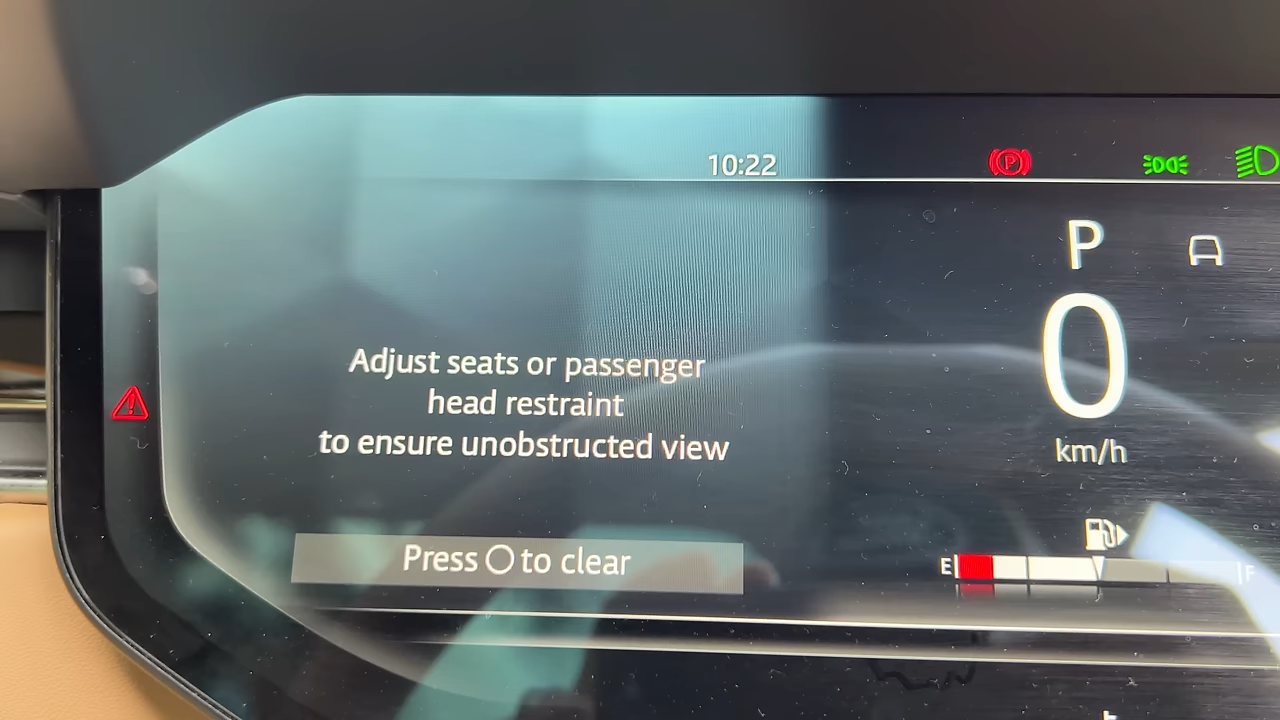 10:22
P
P
0
km/h
Adjust seats or passenger
head restraint
to ensure unobstructed view
Press O to clear
E F